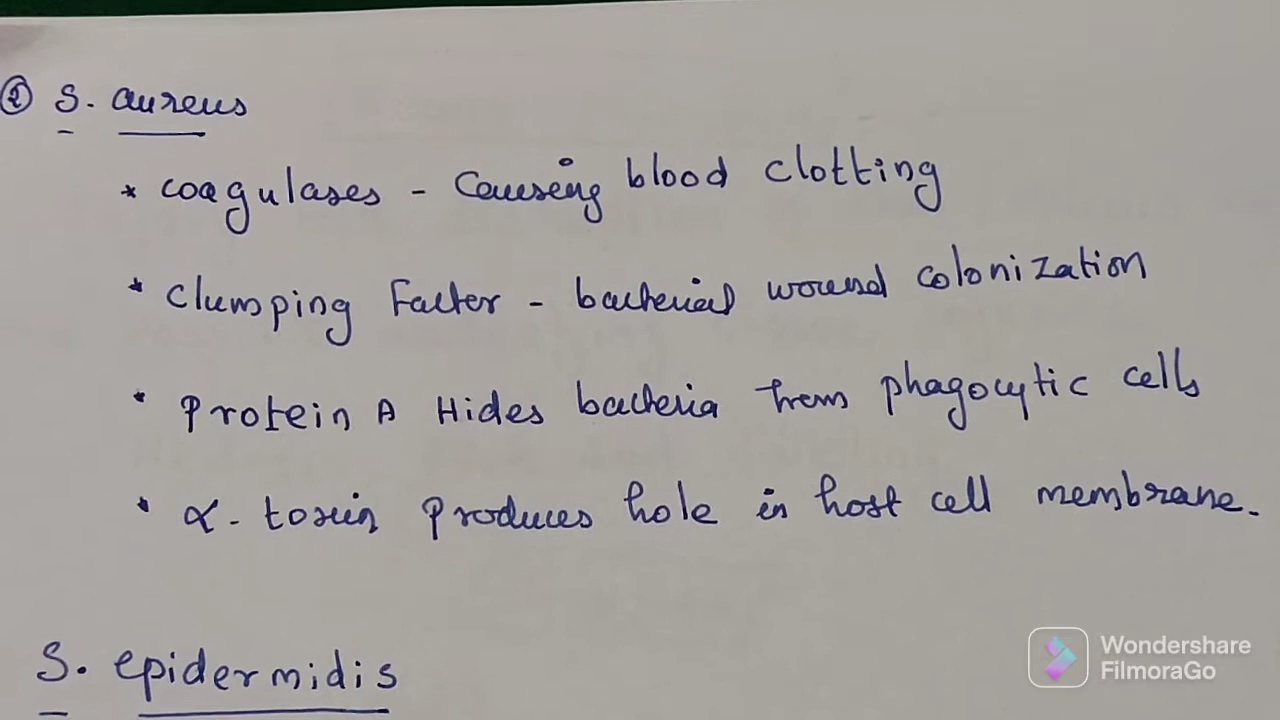 ② S. aureus
* coagulases - Causing blood clotting
* Clumping Factor - bacterial wound colonization
* Protein A Hides bacteria from phagocytic cells
* α-toxin produces hole in host cell membrane.
S. epidermidis
Wondershare
FilmoraGo